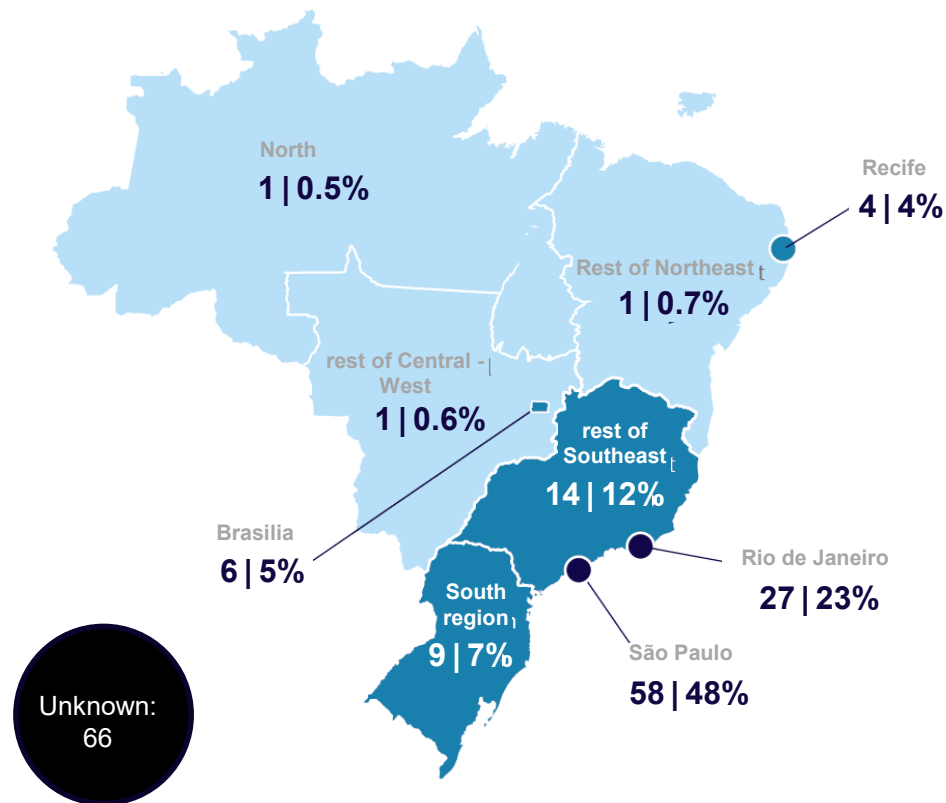 North
1 | 0.5%
Recife
4 | 4%
Rest of Northeast t
1 | 0.7%
rest of Central -
West
1 | 0.6%
rest of
Southeast t
14 | 12%
Brasilia
6 | 5%
Rio de Janeiro
27 | 23%
South
region
9 | 7%
São Paulo
58 | 48%
Unknown:
66